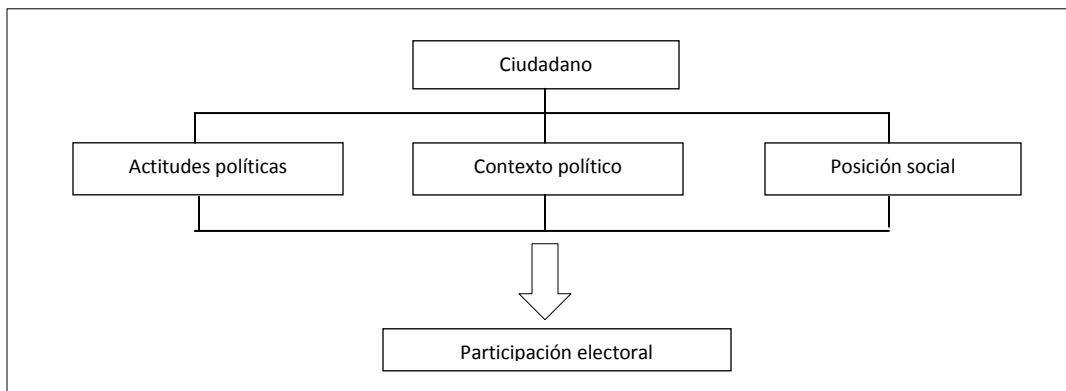 Ciudadano
Actitudes políticas
Contexto político
Posición social
Participación electoral